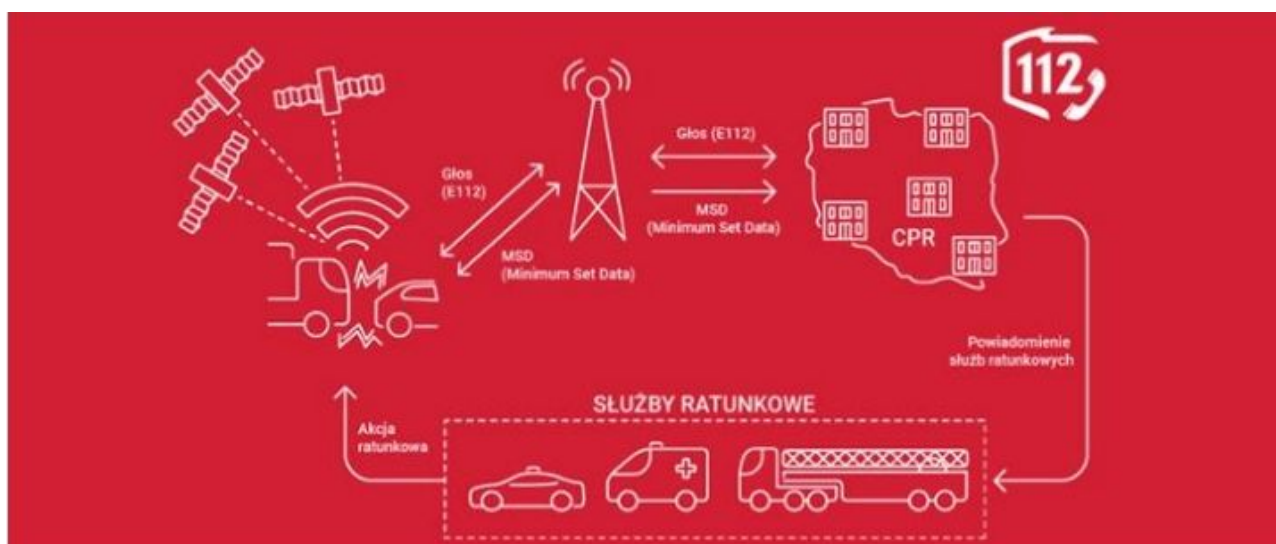 112
Głos (E112)
Głos
(E112)
MSD
(Minimum Set Data)
MSD
(Minimum Set Data)
CPR
Powiadomienie
służb ratunkowych
SŁUŻBY RATUNKOWE
Akcja
ratunkowa